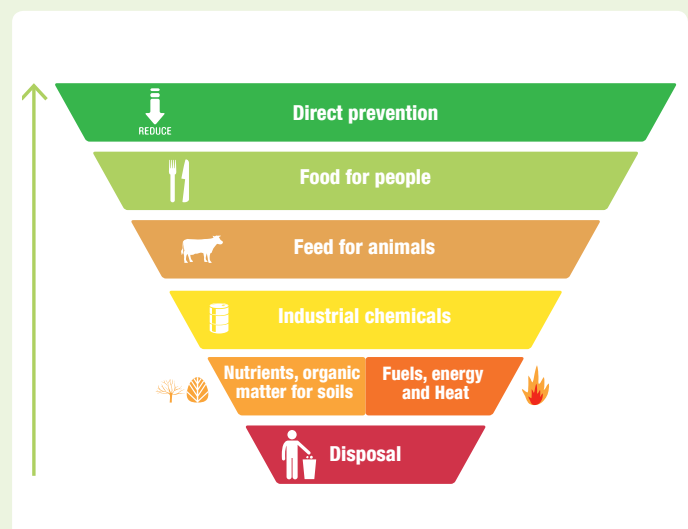 Direct prevention
REDUCE
Food for people
Feed for animals
Industrial chemicals
Nutrients, organic
matter for soils
Fuels, energy
and Heat
Disposal